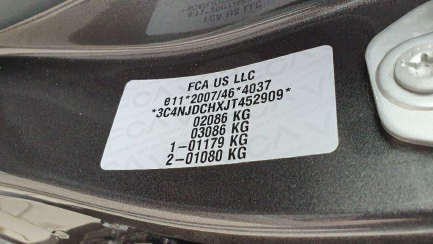 FCA US LLC
e11*2007/46*4037
*3C4NJDCHXJT452909*
02086 KG
03086 KG
1-01179 KG
2-01080 KG